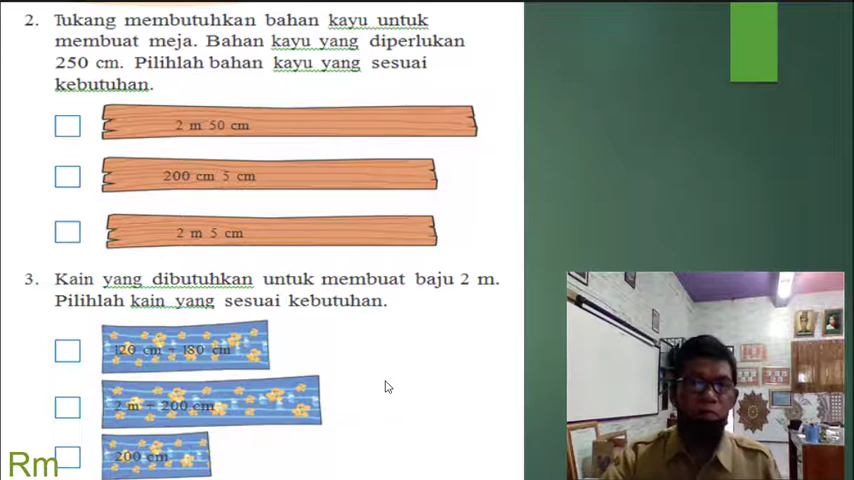 2. Tukang membutuhkan bahan kayu untuk
membuat meja. Bahan kayu yang diperlukan
250 cm. Pilihlah bahan kayu yang sesuai
kebutuhan.
2 m 50 cm
200 cm 5 cm
2 m 5 cm
3. Kain yang dibutuhkan untuk membuat baju 2 m.
Pilihlah kain yang sesuai kebutuhan.
120 cm + 180 cm
2 m + 200 cm
200 cm
Rm